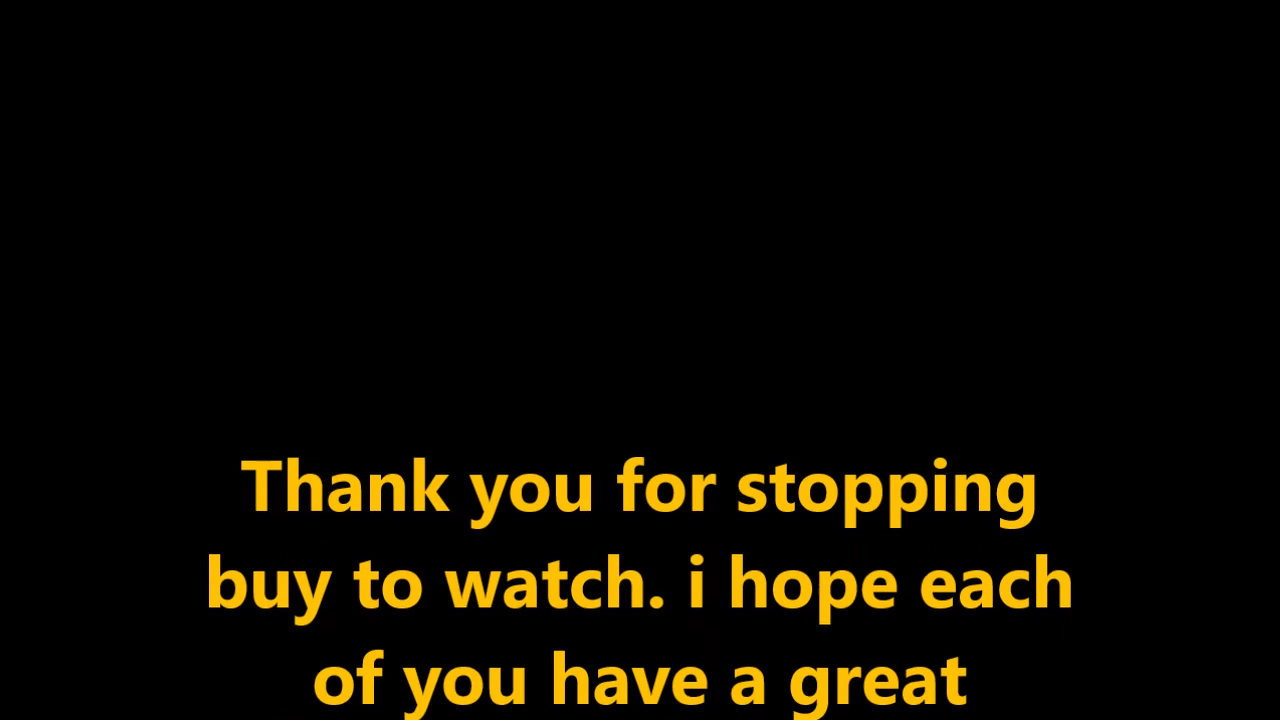 Thank you for stopping
buy to watch. i hope each
of you have a great